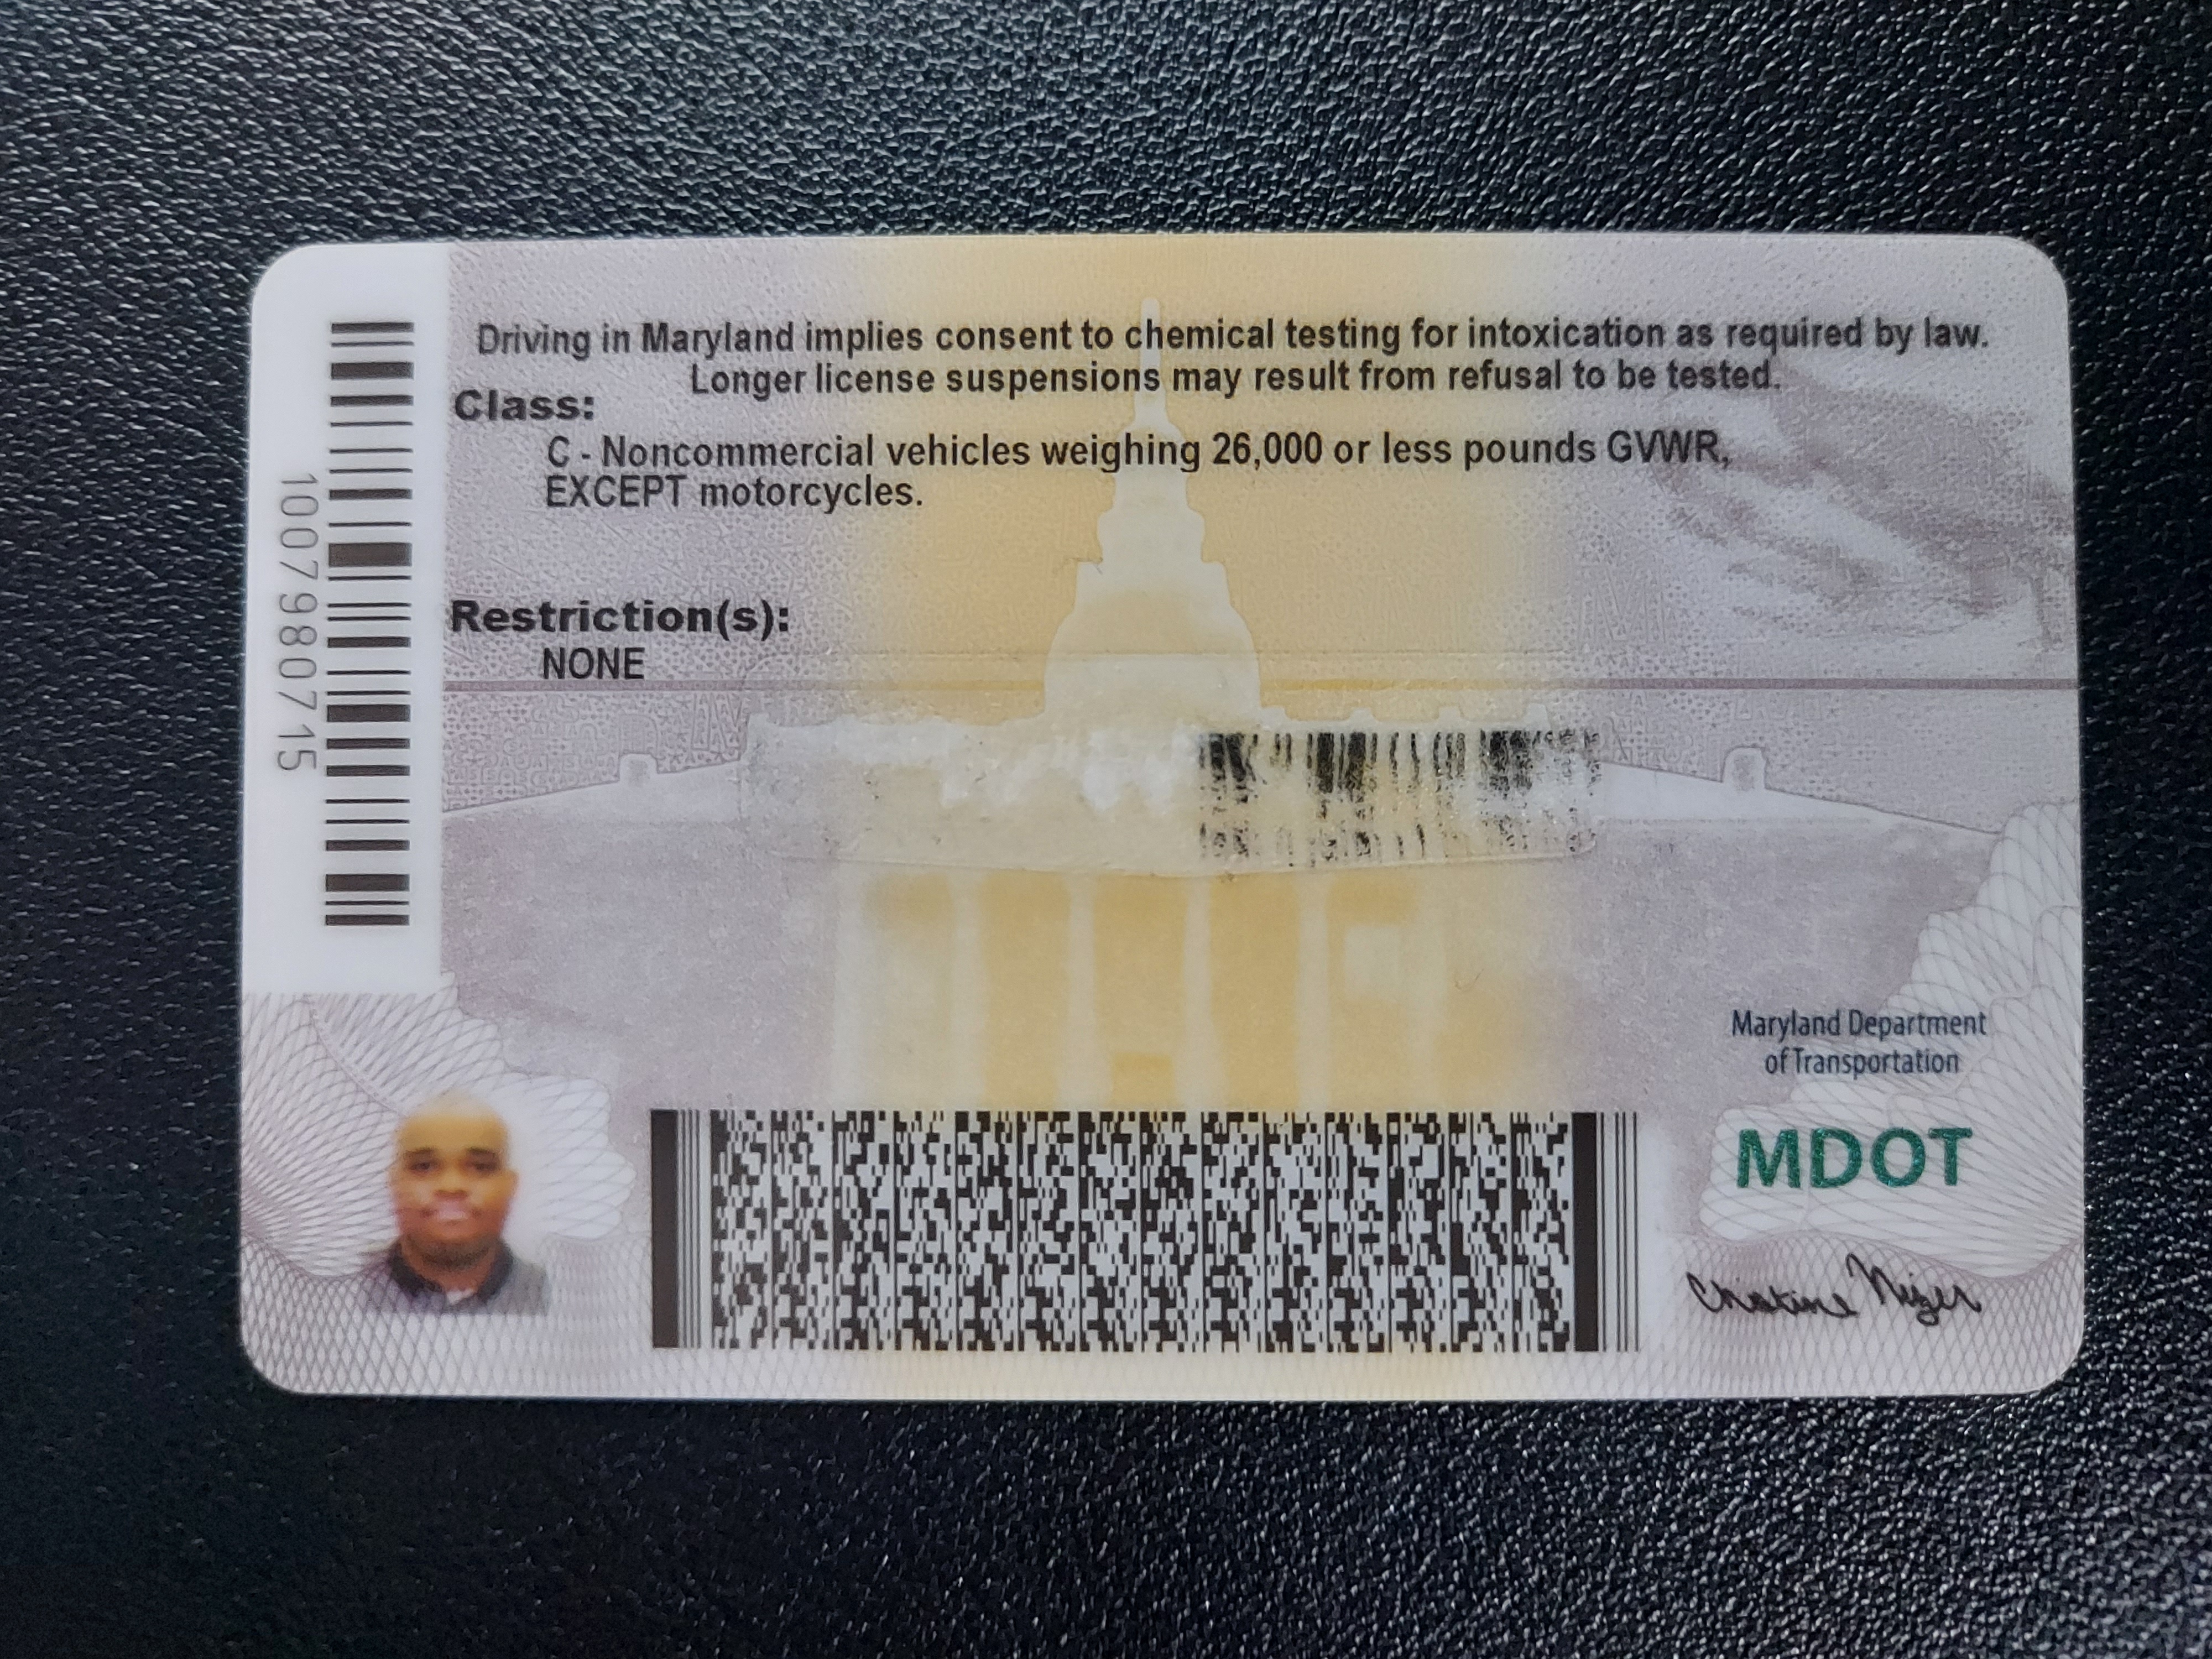 1007980715
Driving in Maryland implies consent to chemical testing for intoxication as required by law.
Longer license suspensions may result from refusal to be tested.
Class:
C - Noncommercial vehicles weighing 26,000 or less pounds GVWR,
EXCEPT motorcycles.
Restriction(s):
NONE
Maryland Department
of Transportation
MDOT
Christine Nizer